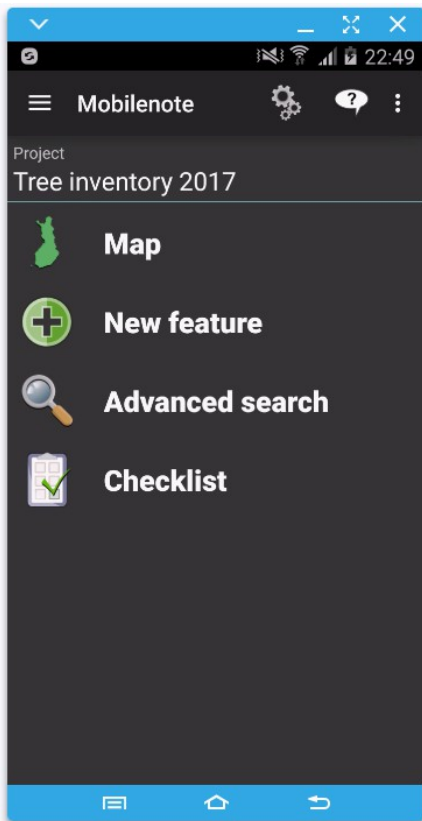 22:49
Mobilenote
?
Project
Tree inventory 2017
Map
New feature
Advanced search
Checklist